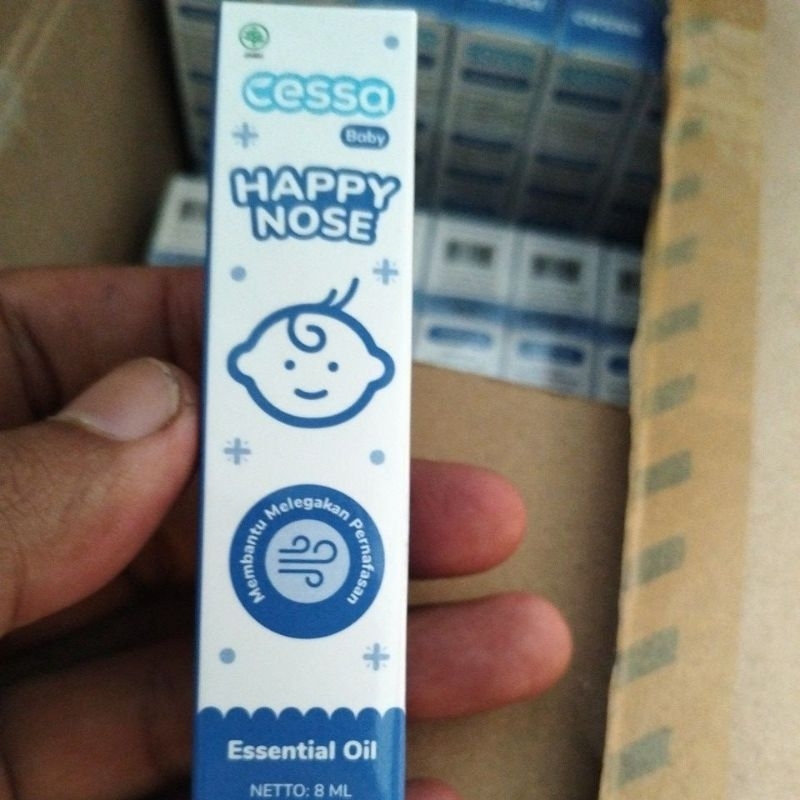 cessa
Baby
HAPPY
NOSE
Membantu Melegakan Pernafasan
Essential Oil
NETTO: 8 ML